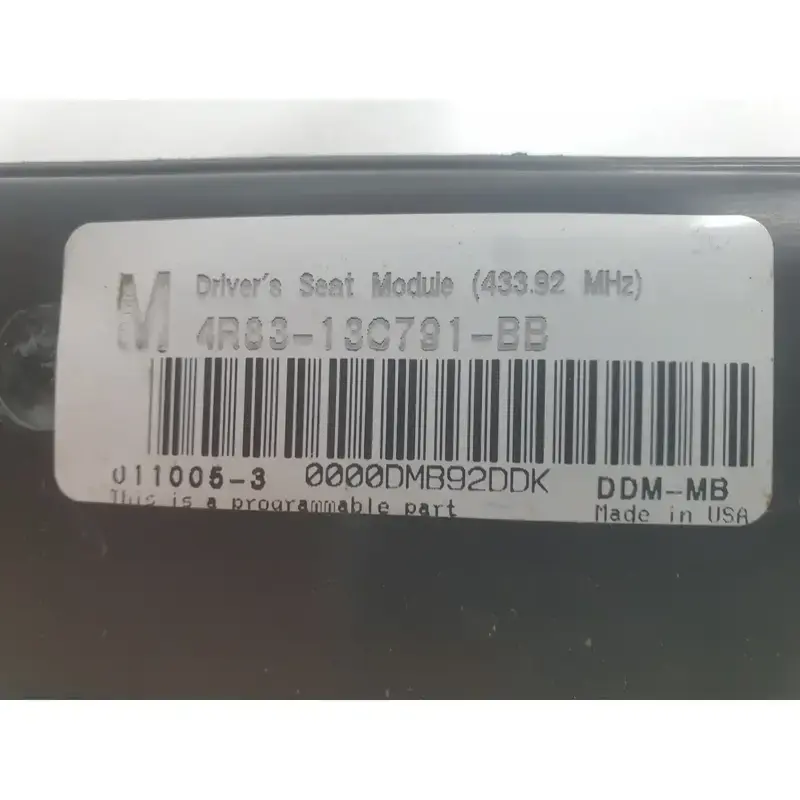 M Driver's Seat Module (433.92 MHz)
4R83-13C791-BB
011005-3 0000DMB92DDK DDM-MB
This is a programmable part Made in USA